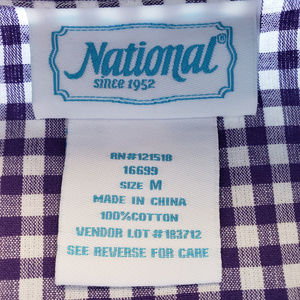 National®
SINCE 1952
RN#121518
16699
SIZE M
MADE IN CHINA
100%COTTON
VENDOR LOT #183712
SEE REVERSE FOR CARE